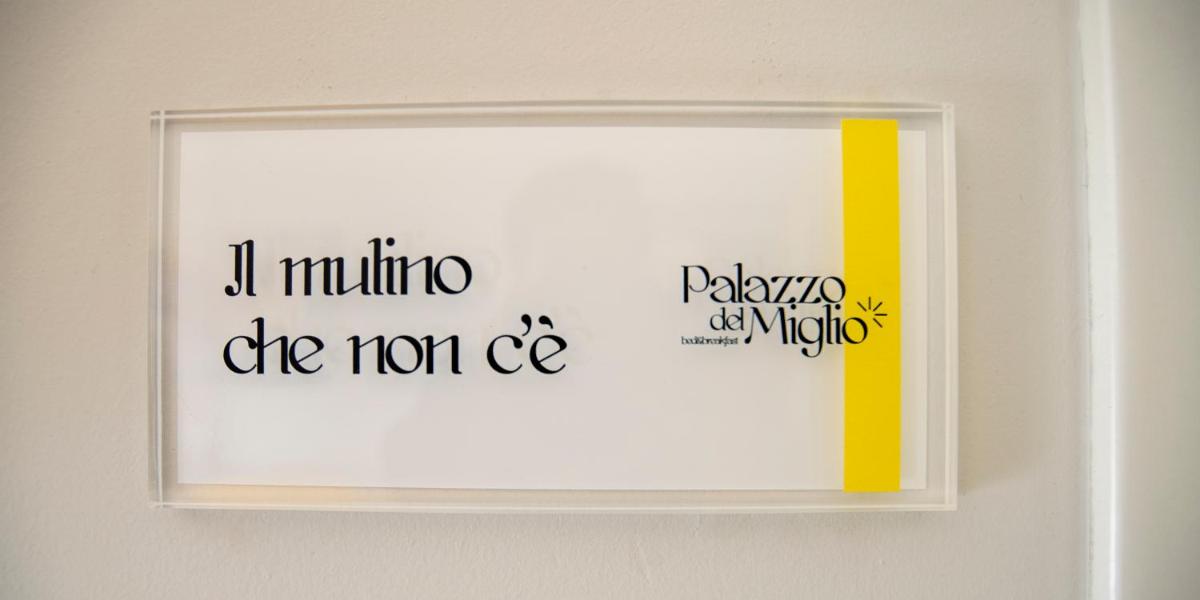 Il mulino
che non c'è
Palazzo
del Miglio
bed&breakfast